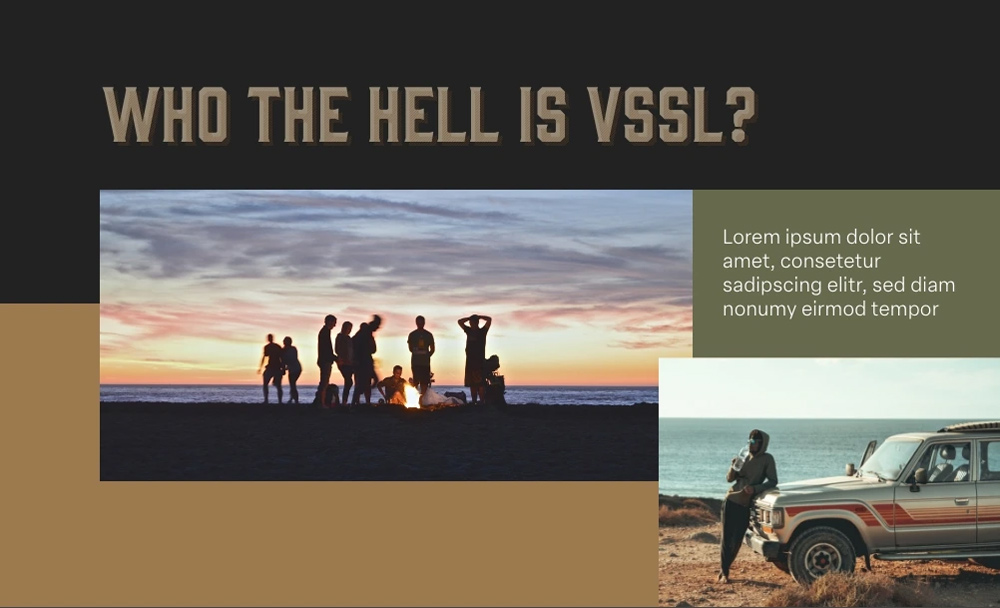 WHO THE HELL IS VSSL?
Lorem ipsum dolor sit
amet, consetetur
sadipscing elitr, sed diam
nonumy eirmod tempor